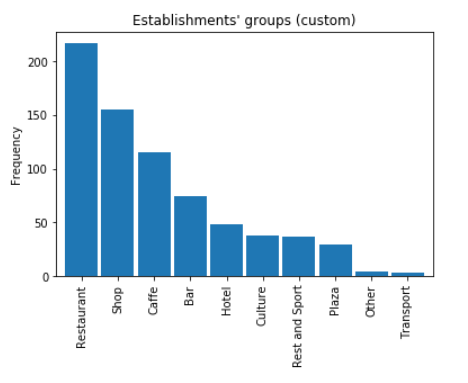 Establishments' groups (custom)
Frequency
200
150
100
50
0
Restaurant
Shop
Caffe
Bar
Hotel
Culture
Rest and Sport
Plaza
Other
Transport